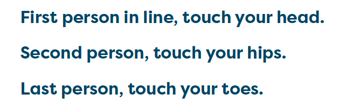 First person in line, touch your head.
Second person, touch your hips.
Last person, touch your toes.